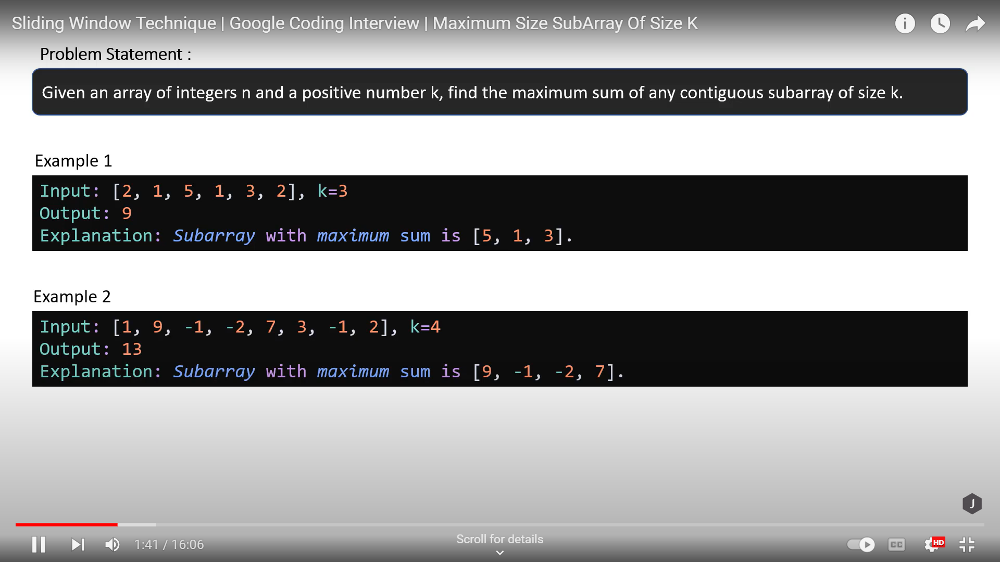 Sliding Window Technique | Google Coding Interview | Maximum Size SubArray Of Size K
Problem Statement :
Given an array of integers n and a positive number k, find the maximum sum of any contiguous subarray of size k.
Example 1
Input: [2, 1, 5, 1, 3, 2], k=3
Output: 9
Explanation: Subarray with maximum sum is [5, 1, 3].
Example 2
Input: [1, 9, -1, -2, 7, 3, -1, 2], k=4
Output: 13
Explanation: Subarray with maximum sum is [9, -1, -2, 7].
J
1:41 / 16:06
Scroll for details
CC
HD